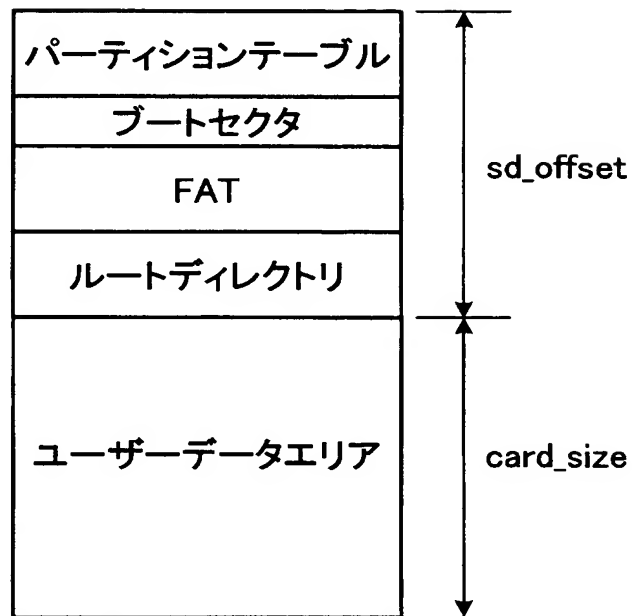 パーティションテーブル
ブートセクタ
FAT
sd_offset
ルートディレクトリ
ユーザーデータエリア
card_size